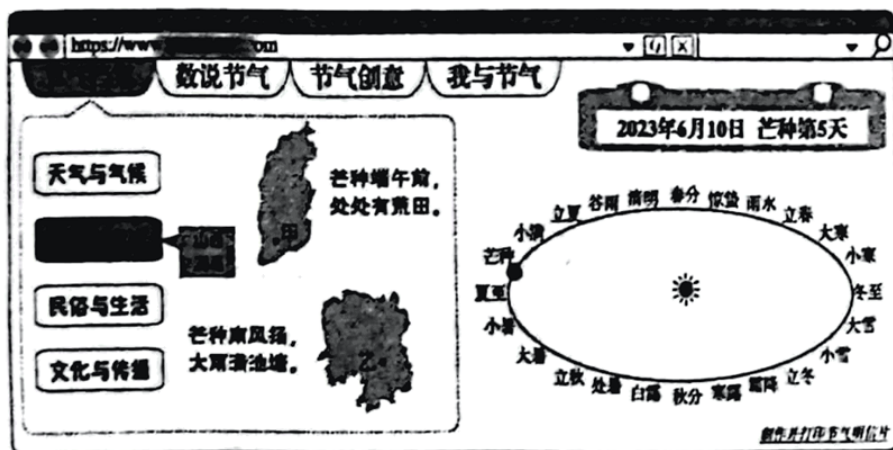 https://www
om
数说节气
节气创意
我与节气
2023年6月10日 芒种第5天
天气与气候
民俗与生活
文化与传播
芒种端午前，
处处有荒田。
甲
芒种南风扬，
大雨满池塘。
乙
立夏 谷雨 清明 春分 惊蛰 雨水 立春
小满 大寒
芒种 小寒
夏至 冬至
小暑 大雪
大暑 小雪
立秋 处暑 白露 秋分 寒露 霜降 立冬
制作并打印节气明信片